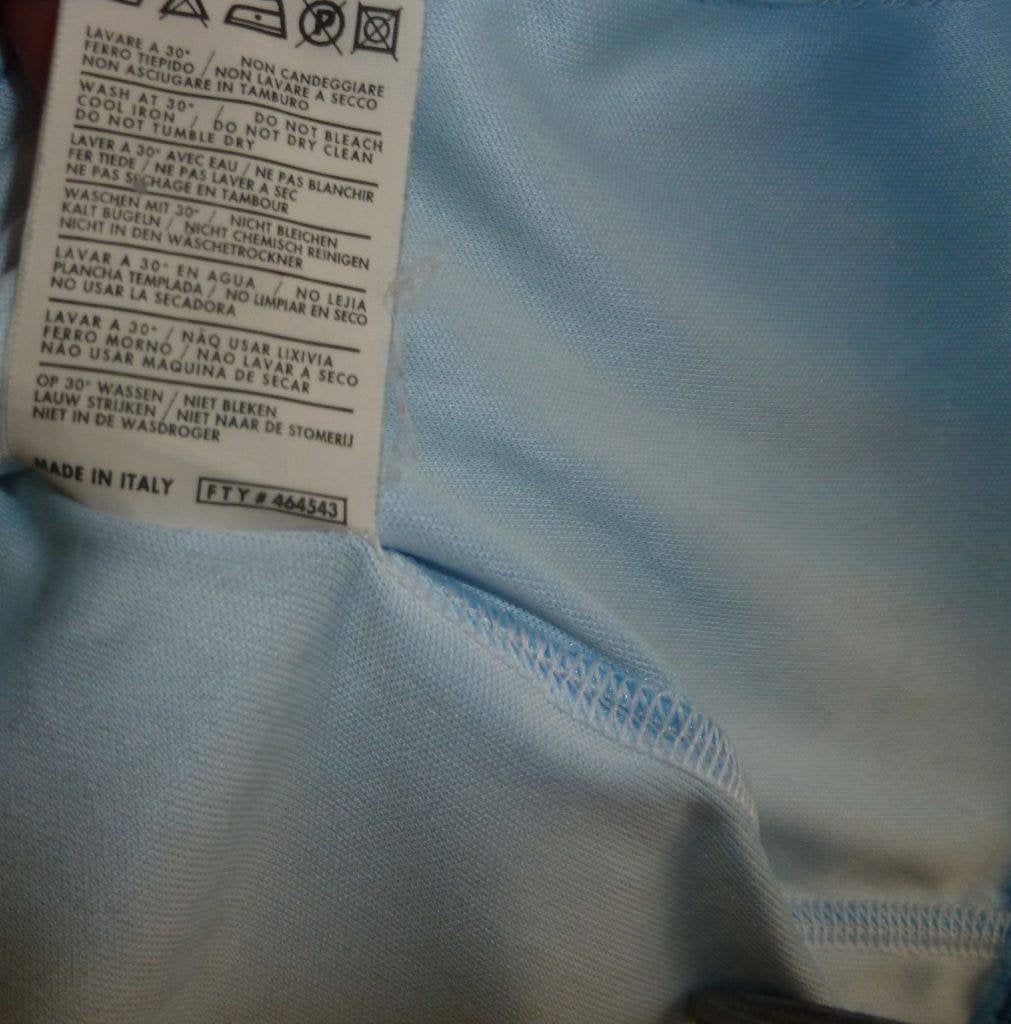 LAVARE A 30° / NON CANDEGGIARE
FERRO TIEPIDO / NON LAVARE A SECCO
NON ASCIUGARE IN TAMBURO
WASH AT 30° / DO NOT BLEACH
COOL IRON / DO NOT DRY CLEAN
DO NOT TUMBLE DRY
LAVER A 30° AVEC EAU / NE PAS BLANCHIR
FER TIEDE / NE PAS LAVER A SEC
NE PAS SECHAGE EN TAMBOUR
WASCHEN MIT 30° / NICHT BLEICHEN
KALT BÜGELN / NICHT CHEMISCH REINIGEN
NICHT IN DEN WÄSCHETROCKNER
LAVAR A 30° EN AGUA / NO LEJIA
PLANCHA TEMPLADA / NO LIMPIAR EN SECO
NO USAR LA SECADORA
LAVAR A 30° / NÃO USAR LIXIVIA
FERRO MORNO / NÃO LAVAR A SECO
NÃO USAR MAQUINA DE SECAR
OP 30° WASSEN / NIET BLEKEN
LAUW STRIJKEN / NIET NAAR DE STOMERIJ
NIET IN DE WASDROGER
MADE IN ITALY FTY # 464543